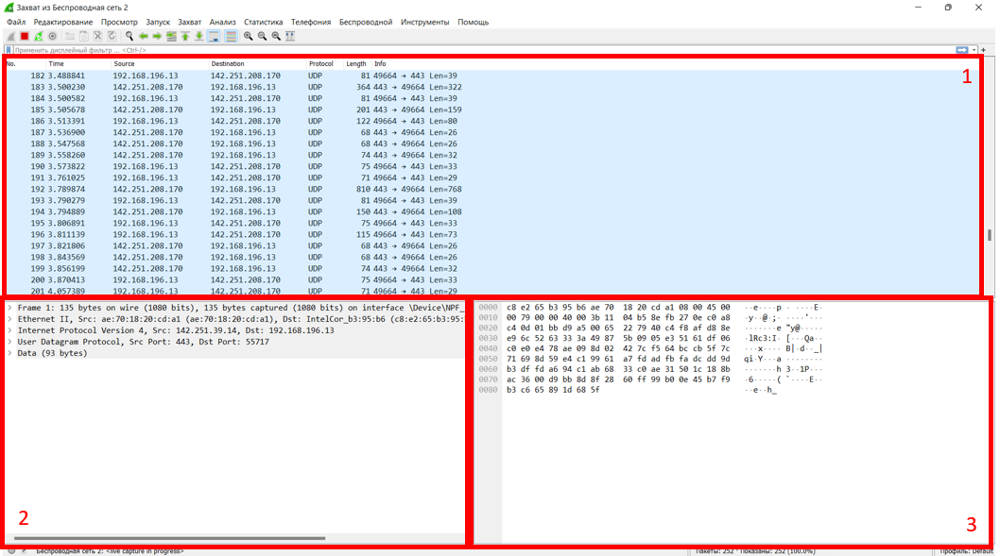 Захват из Беспроводная сеть 2
Файл Редактирование Просмотр Запуск Захват Анализ Статистика Телефония Беспроводной Инструменты Помощь
Применить дисплейный фильтр ... <Ctrl-/>
No. Time Source Destination Protocol Length Info
182 3.488841 192.168.196.13 142.251.208.170 UDP 81 49664 → 443 Len=39
183 3.500230 142.251.208.170 192.168.196.13 UDP 364 443 → 49664 Len=322
184 3.500582 192.168.196.13 142.251.208.170 UDP 81 49664 → 443 Len=39
185 3.505678 142.251.208.170 192.168.196.13 UDP 201 443 → 49664 Len=159
186 3.513391 192.168.196.13 142.251.208.170 UDP 122 49664 → 443 Len=80
187 3.536900 142.251.208.170 192.168.196.13 UDP 68 443 → 49664 Len=26
188 3.547568 142.251.208.170 192.168.196.13 UDP 68 443 → 49664 Len=26
189 3.558260 192.168.196.13 142.251.208.170 UDP 74 49664 → 443 Len=32
190 3.573822 192.168.196.13 142.251.208.170 UDP 75 49664 → 443 Len=33
191 3.761025 192.168.196.13 142.251.208.170 UDP 71 49664 → 443 Len=29
192 3.789874 142.251.208.170 192.168.196.13 UDP 810 443 → 49664 Len=768
193 3.790279 192.168.196.13 142.251.208.170 UDP 81 49664 → 443 Len=39
194 3.794889 142.251.208.170 192.168.196.13 UDP 150 443 → 49664 Len=108
195 3.806891 192.168.196.13 142.251.208.170 UDP 75 49664 → 443 Len=33
196 3.811139 192.168.196.13 142.251.208.170 UDP 115 49664 → 443 Len=73
197 3.821806 142.251.208.170 192.168.196.13 UDP 68 443 → 49664 Len=26
198 3.843569 142.251.208.170 192.168.196.13 UDP 68 443 → 49664 Len=26
199 3.856199 192.168.196.13 142.251.208.170 UDP 74 49664 → 443 Len=32
200 3.870413 192.168.196.13 142.251.208.170 UDP 75 49664 → 443 Len=33
201 4.057389 192.168.196.13 142.251.208.170 UDP 71 49664 → 443 Len=29
1
Frame 1: 135 bytes on wire (1080 bits), 135 bytes captured (1080 bits) on interface \Device\NPF_
Ethernet II, Src: ae:70:18:20:cd:a1 (ae:70:18:20:cd:a1), Dst: IntelCor_b3:95:b6 (c8:e2:65:b3:95:
Internet Protocol Version 4, Src: 142.251.39.14, Dst: 192.168.196.13
User Datagram Protocol, Src Port: 443, Dst Port: 55717
Data (93 bytes)
2
0000 c8 e2 65 b3 95 b6 ae 70 18 20 cd a1 08 00 45 00 ··e····p · ····E·
0010 00 79 00 00 40 00 3b 11 04 b5 8e fb 27 0e c0 a8 ·y··@·;· ····'···
0020 c4 0d 01 bb d9 a5 00 65 22 79 40 c4 f8 af d8 8e ·······e "y@·····
0030 e9 6c 52 63 33 3a 49 87 5b 09 05 e3 51 61 df 06 ·lRc3:I· [···Qa··
0040 c0 e0 e4 78 ae 09 8d 02 42 7c f5 64 bc cb 5f 7c ···x···· B|·d··_|
0050 71 69 8d 59 e4 c1 99 61 a7 fd ad fb fa dc dd 9d qi·Y···a ········
0060 b3 df fd a6 94 c1 ab 68 33 c0 ae 31 50 1c 18 8b ·······h 3··1P···
0070 ac 36 00 d9 bb 8d 8f 28 60 ff 99 b0 0e 45 b7 f9 ·6·····( `····E··
0080 b3 c6 65 89 1d 68 5f ··e··h_
3
Беспроводная сеть 2: <live capture in progress>
Пакеты: 252 · Показаны: 252 (100.0%)
Профиль: Default